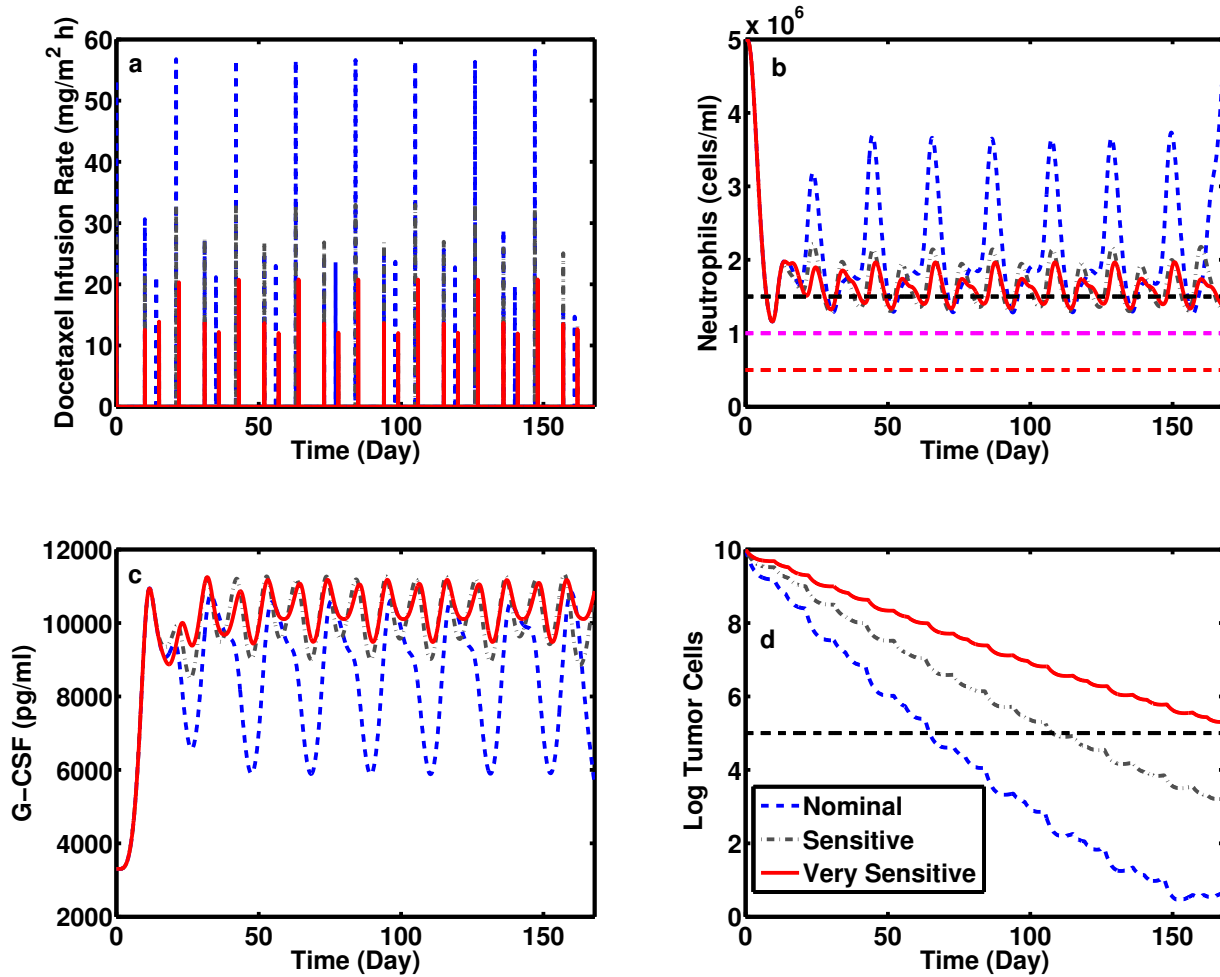 a
Docetaxel Infusion Rate (mg/m² h)
60
50
40
30
20
10
0
0 50 100 150
Time (Day)
x 10⁶
b
Neutrophils (cells/ml)
5
4
3
2
1
0
0 50 100 150
Time (Day)
c
G-CSF (pg/ml)
12000
10000
8000
6000
4000
2000
0 50 100 150
Time (Day)
d
Log Tumor Cells
10
8
6
4
2
0
Nominal
Sensitive
Very Sensitive
0 50 100 150
Time (Day)